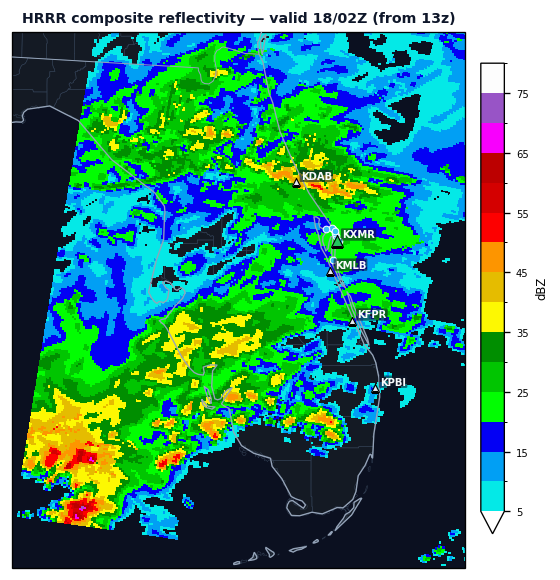 HRRR composite reflectivity — valid 18/02Z (from 13z)
75
65
KDAB
55
KXMR
45
KMLB
dBZ
KFPR
35
KPBI
25
15
5